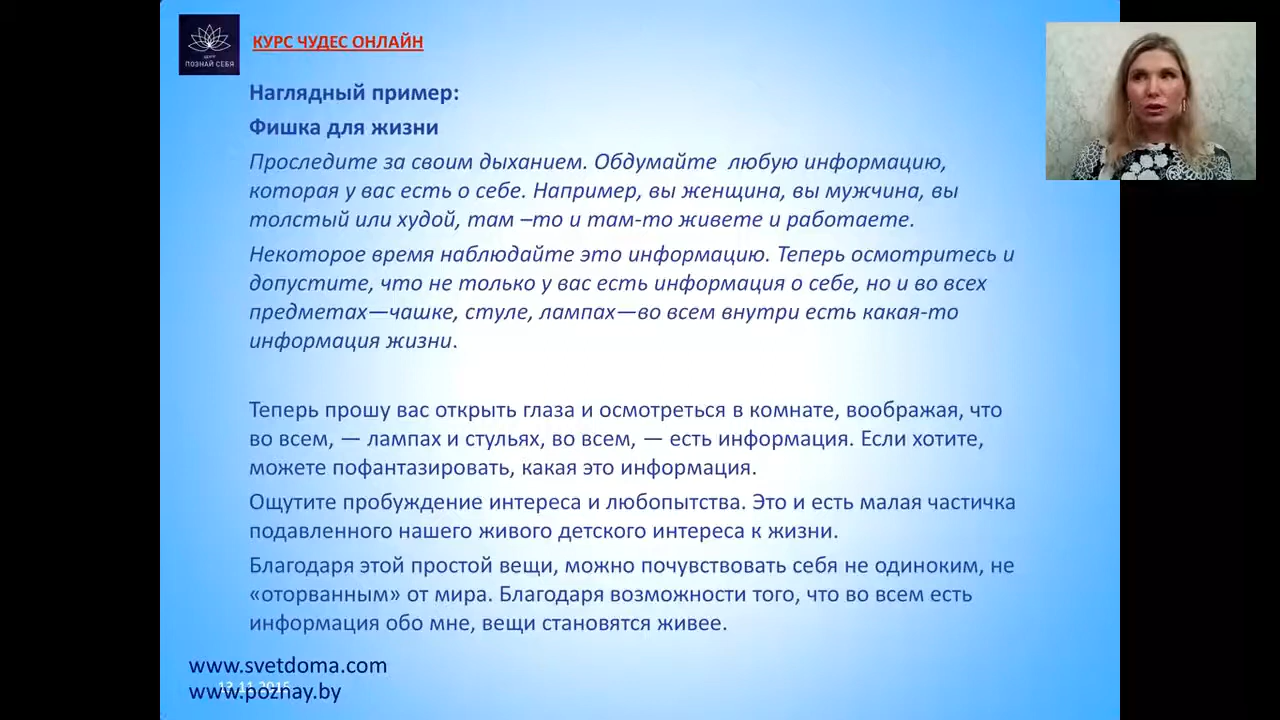 ПОЗНАЙ СЕБЯ
КУРС ЧУДЕС ОНЛАЙН
Наглядный пример:
Фишка для жизни
Проследите за своим дыханием. Обдумайте любую информацию,
которая у вас есть о себе. Например, вы женщина, вы мужчина, вы
толстый или худой, там –то и там-то живете и работаете.
Некоторое время наблюдайте это информацию. Теперь осмотритесь и
допустите, что не только у вас есть информация о себе, но и во всех
предметах—чашке, стуле, лампах—во всем внутри есть какая-то
информация жизни.
Теперь прошу вас открыть глаза и осмотреться в комнате, воображая, что
во всем, — лампах и стульях, во всем, — есть информация. Если хотите,
можете пофантазировать, какая это информация.
Ощутите пробуждение интереса и любопытства. Это и есть малая частичка
подавленного нашего живого детского интереса к жизни.
Благодаря этой простой вещи, можно почувствовать себя не одиноким, не
«оторванным» от мира. Благодаря возможности того, что во всем есть
информация обо мне, вещи становятся живее.
www.svetdoma.com
www.poznay.by